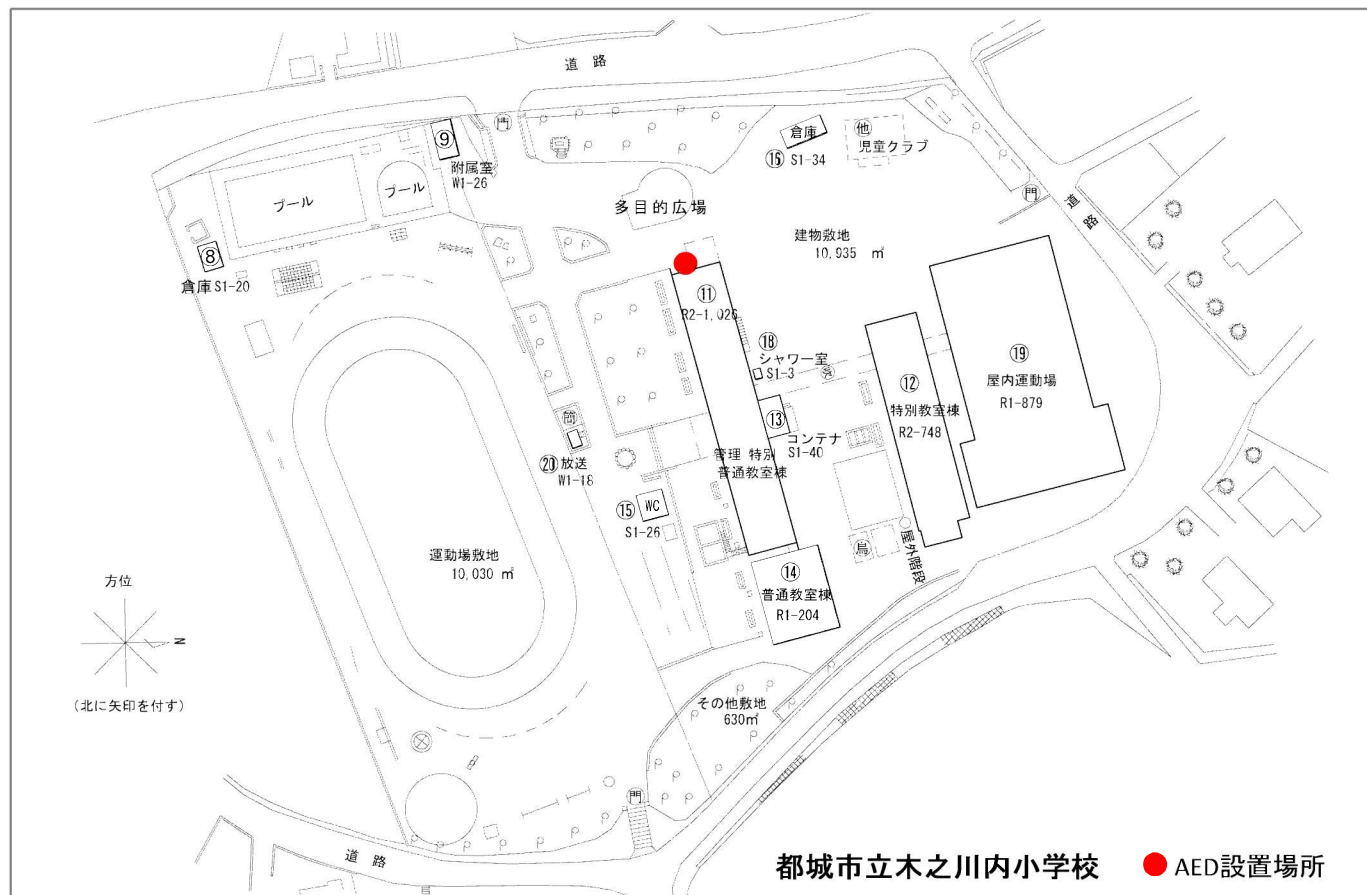 道 路
門
⑨
附属室
W1-26
プール
プール
⑧
倉庫 S1-20
倉庫
⑯ S1-34
他
児童クラブ
門
道路
多目的広場
建物敷地
10,935 ㎡
⑪
R2-1,026
⑱
シャワー室
S1-3
⑬
コンテナ
S1-40
管理 特別
普通教室棟
⑫
特別教室棟
R2-748
⑲
屋内運動場
R1-879
⑳ 放送
W1-18
WC
⑮
S1-26
運動場敷地
10,030 ㎡
鳥
屋外階段
⑭
普通教室棟
R1-204
方位
N
(北に矢印を付す)
その他敷地
630㎡
門
道 路
都城市立木之川内小学校
AED設置場所